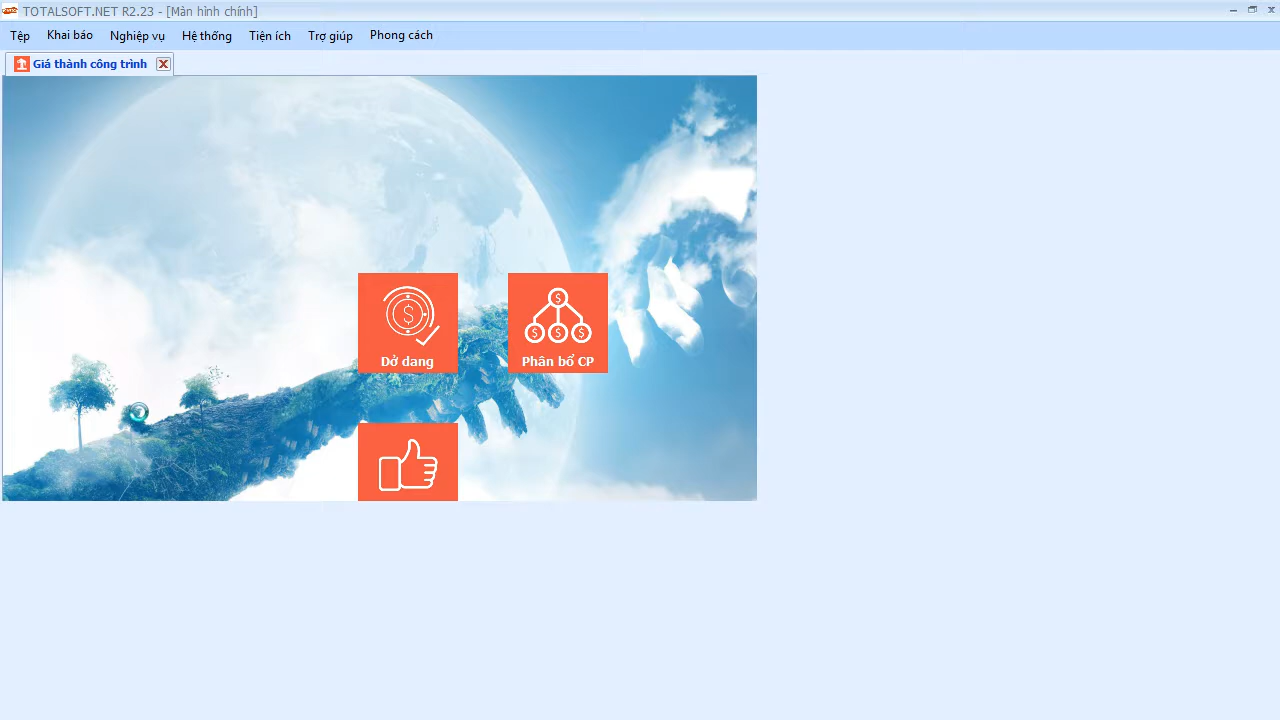 TOTALSOFT.NET R2.23 - [Màn hình chính]
Tệp Khai báo Nghiệp vụ Hệ thống Tiện ích Trợ giúp Phong cách
Giá thành công trình
Dở dang Phân bổ CP